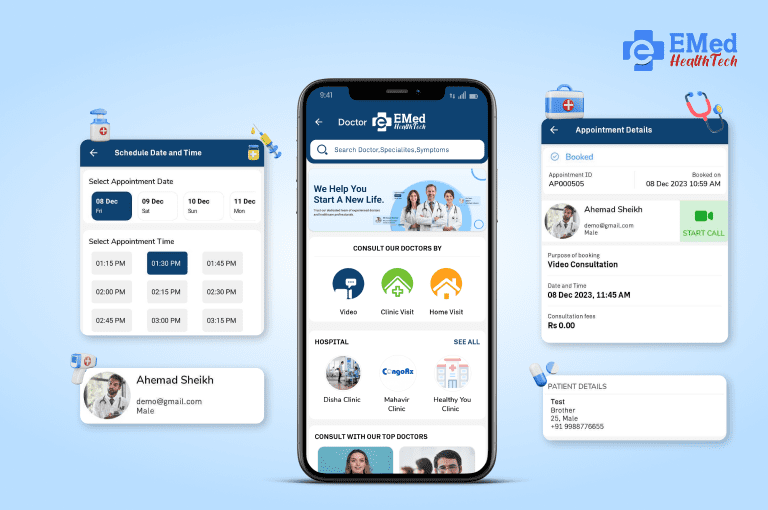 EMed
HealthTech
Schedule Date and Time
Select Appointment Date
08 Dec
Fri
09 Dec
Sat
10 Dec
Sun
11 Dec
Mon
Select Appointment Time
01:15 PM
01:30 PM
01:45 PM
02:00 PM
02:15 PM
02:30 PM
02:45 PM
03:00 PM
03:15 PM
Ahemad Sheikh
demo@gmail.com
Male
9:41
Doctor
EMed
HealthTech
Search Doctor,Specialites,Symptoms
We Help You
Start A New Life.
CONSULT OUR DOCTORS BY
Video
Clinic Visit
Home Visit
HOSPITAL
SEE ALL
CongoRx
Disha Clinic
Mahavir
Clinic
Healthy You
Clinic
CONSULT WITH OUR TOP DOCTORS
Appointment Details
Booked
Appointment ID
AP000505
Booked on
08 Dec 2023 10:59 AM
Ahemad Sheikh
demo@gmail.com
Male
START CALL
Purpose of booking
Video Consultation
Date and Time
08 Dec 2023, 11:45 AM
Consultation fees
Rs 0.00
PATIENT DETAILS
Test
Brother
25, Male
+91 9988776655